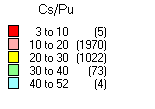 Cs/Pu
3 to 10 (5)
10 to 20 (1970)
20 to 30 (1022)
30 to 40 (73)
40 to 52 (4)